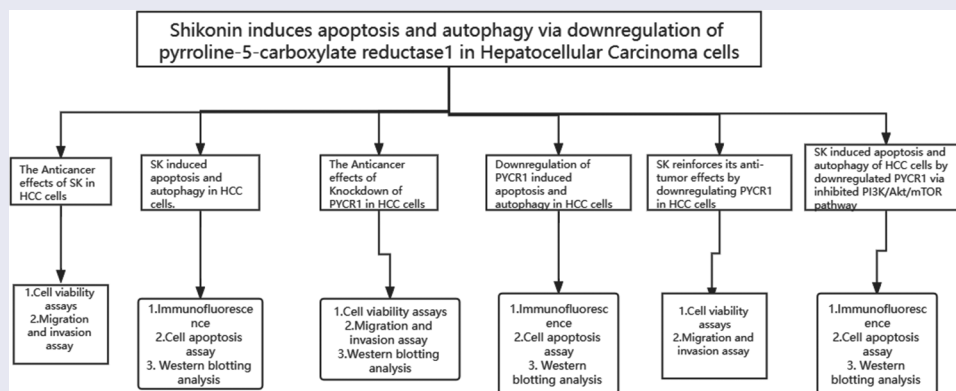 Shikonin induces apoptosis and autophagy via downregulation of
pyrroline-5-carboxylate reductase1 in Hepatocellular Carcinoma cells
The Anticancer
effects of SK in
HCC cells
SK induced
apoptosis and
autophagy in HCC
cells.
The Anticancer
effects of
Knockdown of
PYCR1 in HCC cells
Downregulation of
PYCR1 induced
apoptosis and
autophagy in HCC cells
SK reinforces its anti-
tumor effects by
downregulating PYCR1
in HCC cells
SK induced apoptosis and
autophagy of HCC cells by
downregulated PYCR1 via
inhibited PI3K/Akt/mTOR
pathway
1.Cell viability
assays
2.Migration
and invasion
assay
1.Immunofluoresc
ence
2.Cell apoptosis
assay
3. Western blotting
analysis
1.Cell viability assays
2.Migration and
invasion assay
3.Western blotting
analysis
1.Immunofluoresc
ence
2.Cell apoptosis
assay
3. Western
blotting analysis
1.Cell viability
assays
2.Migration and
invasion assay
1.Immunofluoresc
ence
2.Cell apoptosis
assay
3. Western
blotting analysis